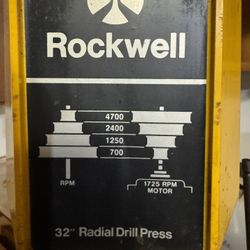 Rockwell
4700
2400
1250
700
RPM
1725 RPM
MOTOR
32" Radial Drill Press